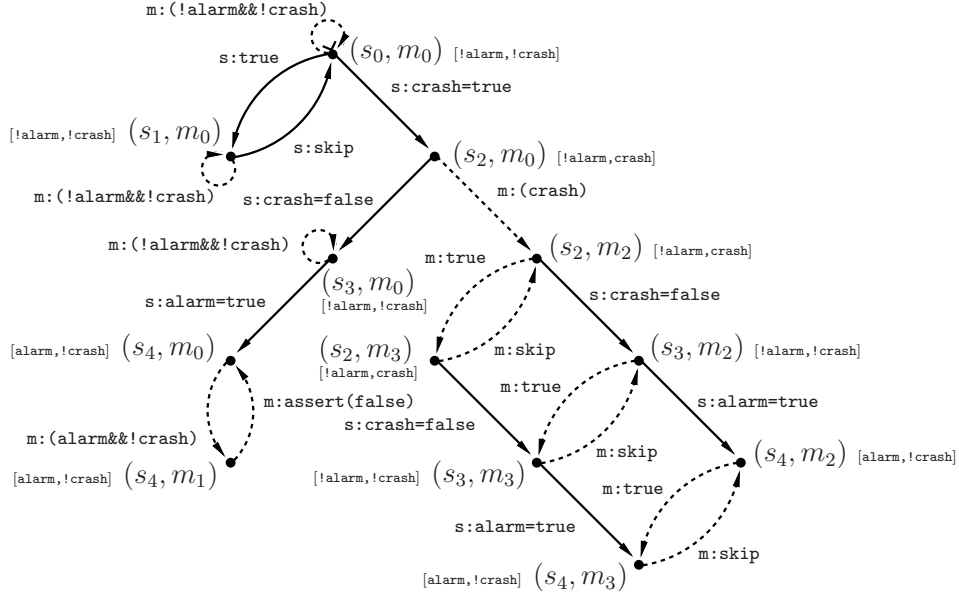 m:(!alarm&&!crash)
(s0, m0) [!alarm,!crash]
s:true
s:crash=true
[!alarm,!crash] (s1, m0)
s:skip
(s2, m0) [!alarm,crash]
m:(crash)
m:(!alarm&&!crash)
s:crash=false
m:(!alarm&&!crash)
m:true
(s2, m2) [!alarm,crash]
(s3, m0)
[!alarm,!crash]
s:alarm=true
s:crash=false
[alarm,!crash] (s4, m0)
(s2, m3)
[!alarm,crash]
m:skip
(s3, m2) [!alarm,!crash]
m:true
m:assert(false)
s:alarm=true
s:crash=false
m:(alarm&&!crash)
m:skip
[alarm,!crash] (s4, m1)
[!alarm,!crash] (s3, m3)
(s4, m2) [alarm,!crash]
m:true
s:alarm=true
m:skip
[alarm,!crash] (s4, m3)